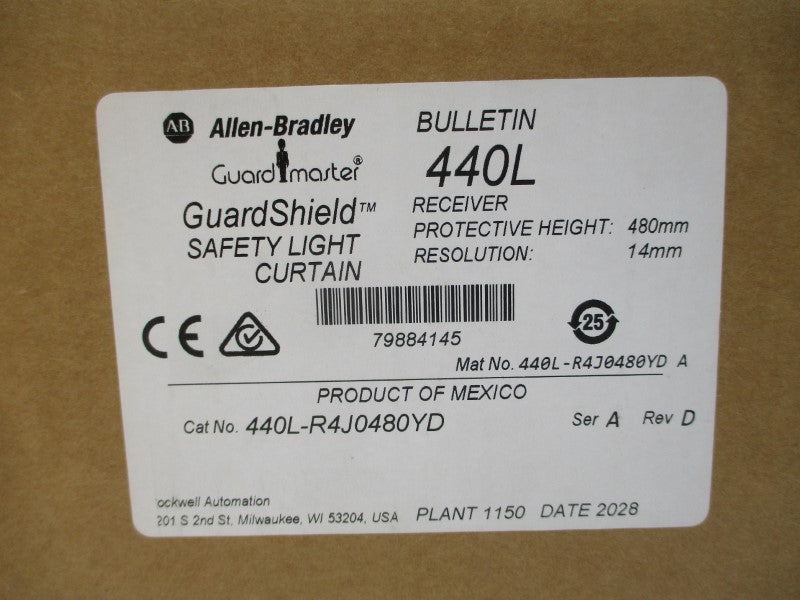 AB Allen-Bradley
Guardmaster®
GuardShield™
SAFETY LIGHT
CURTAIN
BULLETIN
440L
RECEIVER
PROTECTIVE HEIGHT: 480mm
RESOLUTION: 14mm
79884145
CE
25
Mat No. 440L-R4J0480YD A
PRODUCT OF MEXICO
Cat No. 440L-R4J0480YD Ser A Rev D
ockwell Automation
201 S 2nd St, Milwaukee, WI 53204, USA PLANT 1150 DATE 2028